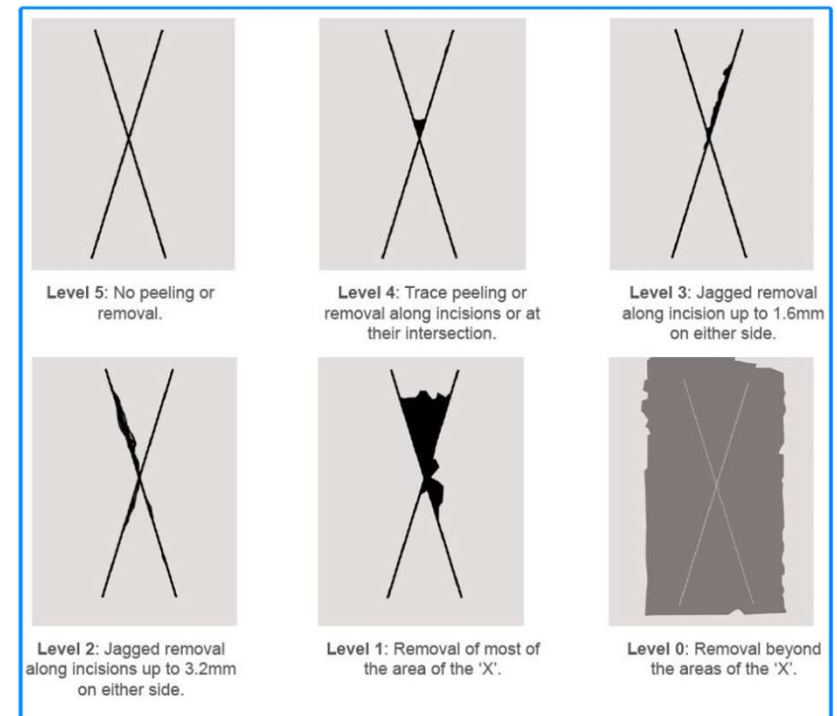 Level 5: No peeling or
removal.
Level 4: Trace peeling or
removal along incisions or at
their intersection.
Level 3: Jagged removal
along incision up to 1.6mm
on either side.
Level 2: Jagged removal
along incisions up to 3.2mm
on either side.
Level 1: Removal of most of
the area of the ‘X’.
Level 0: Removal beyond
the areas of the ‘X’.